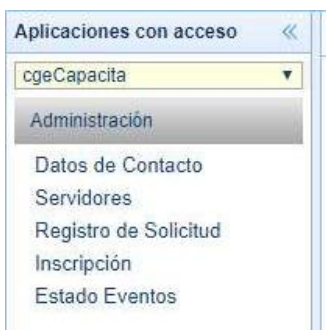 Aplicaciones con acceso
cgeCapacita
Administración
Datos de Contacto
Servidores
Registro de Solicitud
Inscripción
Estado Eventos